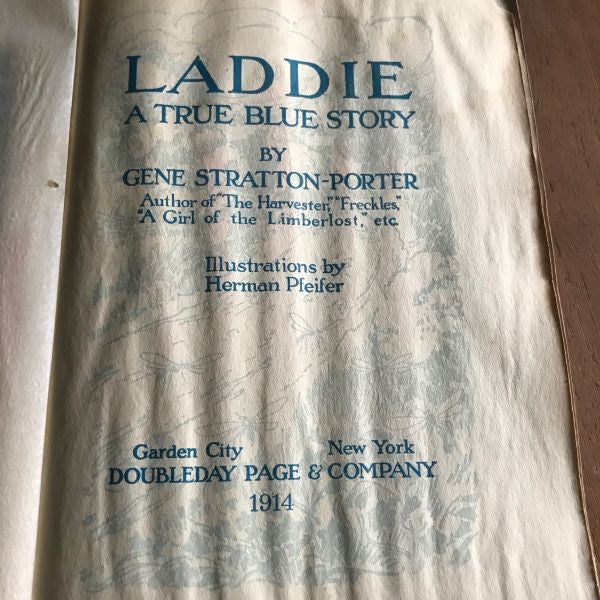 LADDIE
A TRUE BLUE STORY
BY
GENE STRATTON-PORTER
Author of "The Harvester," "Freckles,"
"A Girl of the Limberlost," etc.
Illustrations by
Herman Pfeifer
Garden City New York
DOUBLEDAY PAGE & COMPANY
1914